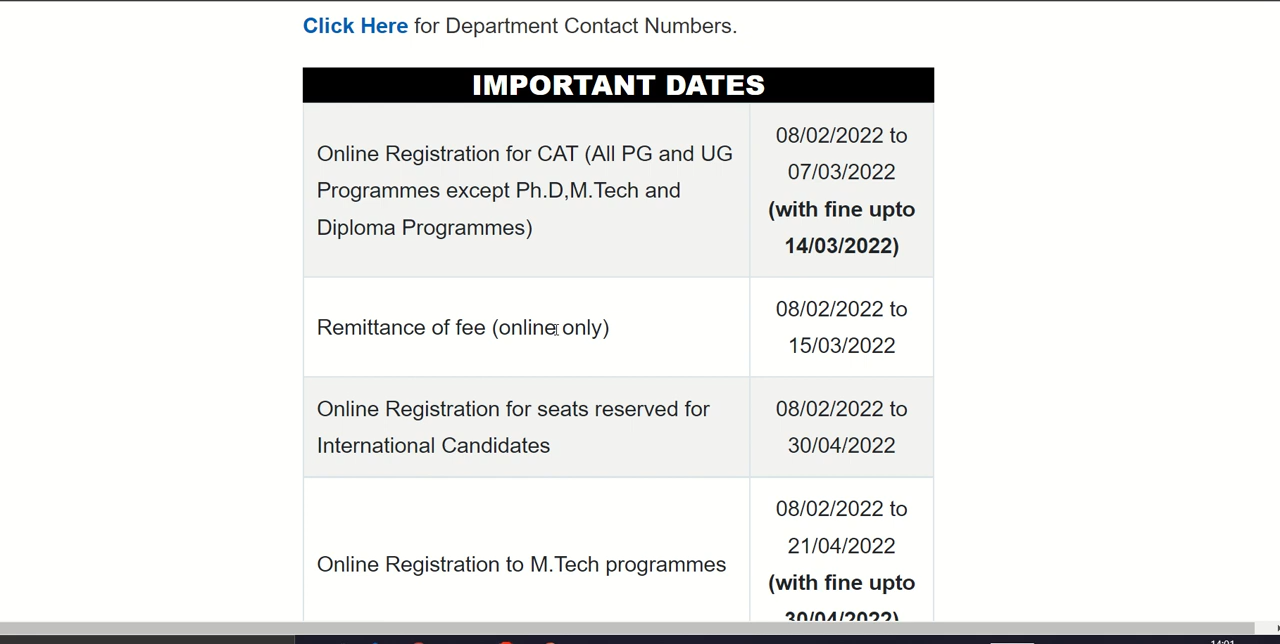 Click Here for Department Contact Numbers.
IMPORTANT DATES
Online Registration for CAT (All PG and UG
Programmes except Ph.D,M.Tech and
Diploma Programmes)
08/02/2022 to
07/03/2022
(with fine upto
14/03/2022)
Remittance of fee (online only)
08/02/2022 to
15/03/2022
Online Registration for seats reserved for
International Candidates
08/02/2022 to
30/04/2022
Online Registration to M.Tech programmes
08/02/2022 to
21/04/2022
(with fine upto
30/04/2022)